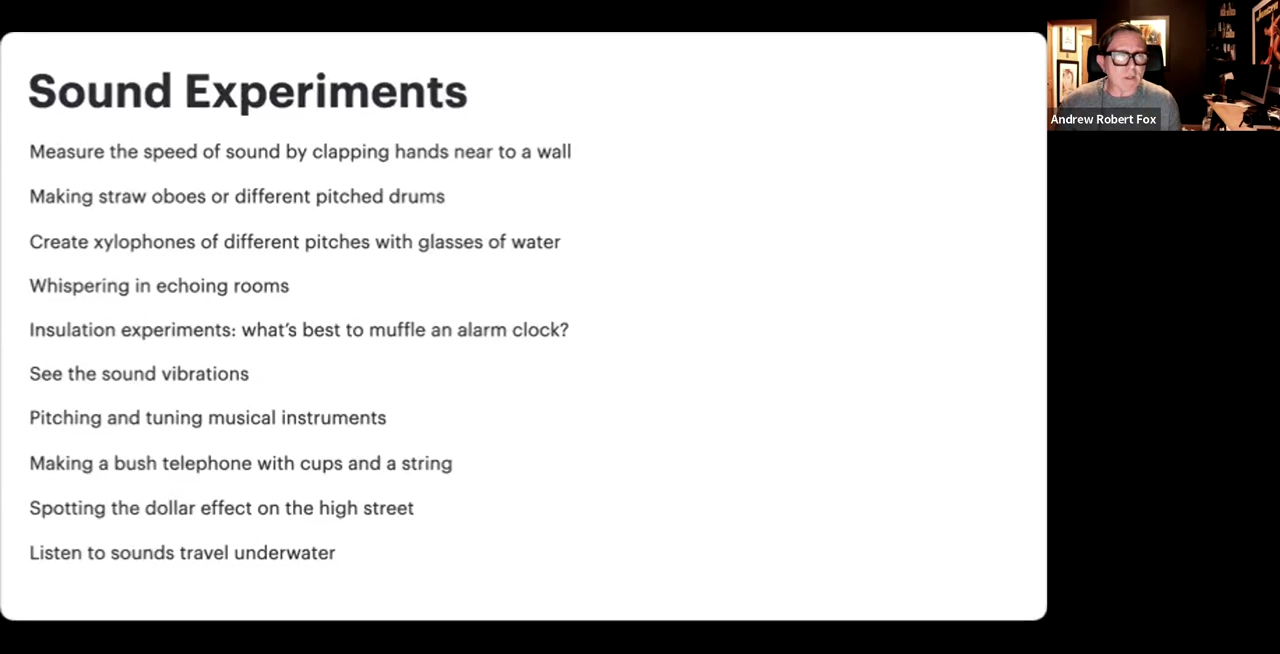 Sound Experiments
Measure the speed of sound by clapping hands near to a wall
Making straw oboes or different pitched drums
Create xylophones of different pitches with glasses of water
Whispering in echoing rooms
Insulation experiments: what's best to muffle an alarm clock?
See the sound vibrations
Pitching and tuning musical instruments
Making a bush telephone with cups and a string
Spotting the dollar effect on the high street
Listen to sounds travel underwater
Andrew Robert Fox